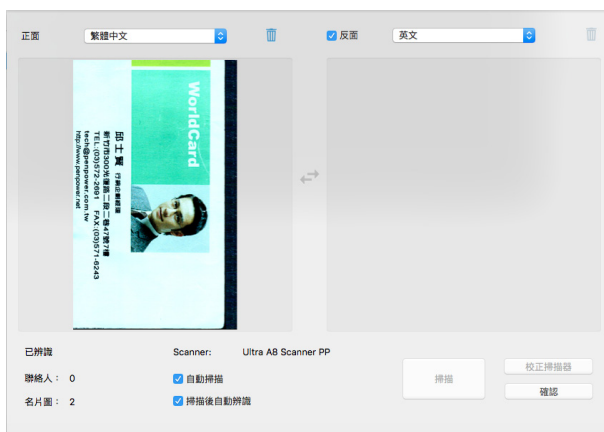 正面
繁體中文
反面
英文
WorldCard
邱士賢 行銷企劃經理
新竹市300光復路二段二巷47號7樓
TEL:(03)572-2691 FAX:(03)571-6243
tech@penpower.com.tw
http://www.penpower.net
已辨識
Scanner: Ultra A8 Scanner PP
聯絡人： 0
自動掃描
掃描
校正掃描器
名片圖： 2
掃描後自動辨識
確認